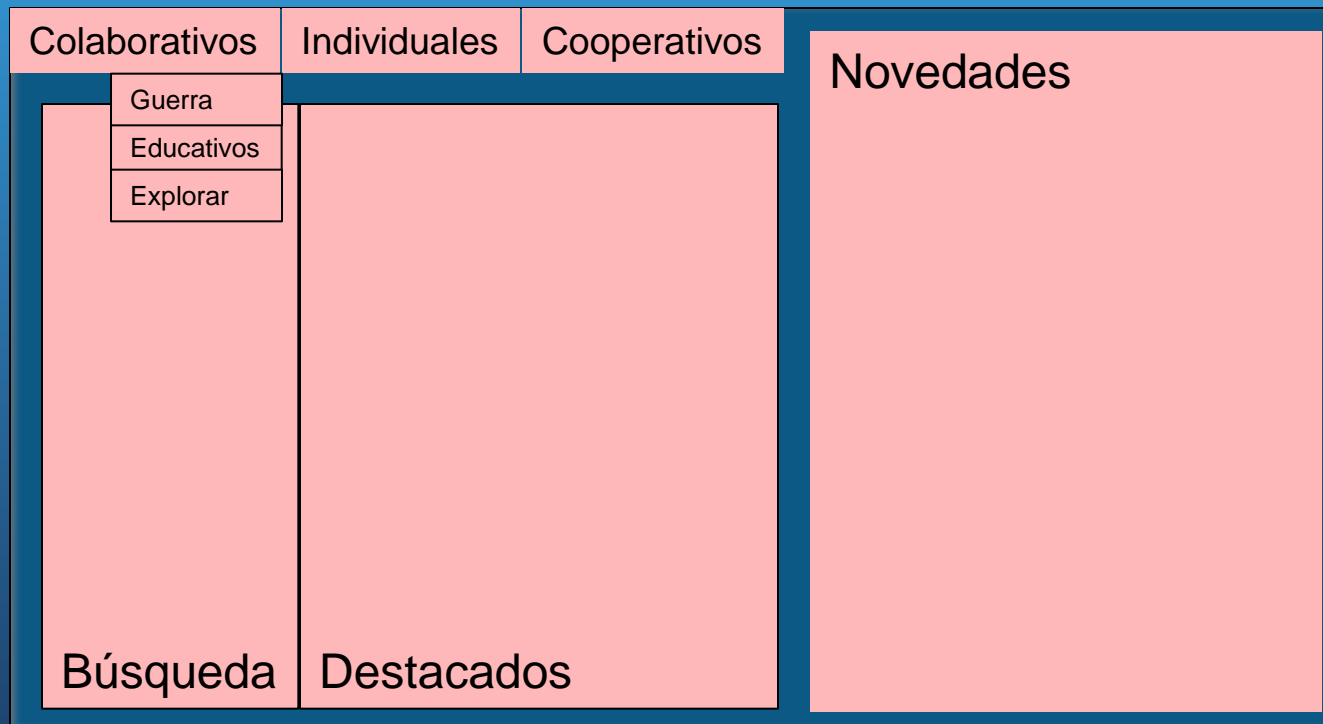 Colaborativos
Individuales
Cooperativos
Guerra
Educativos
Explorar
Búsqueda
Destacados
Novedades